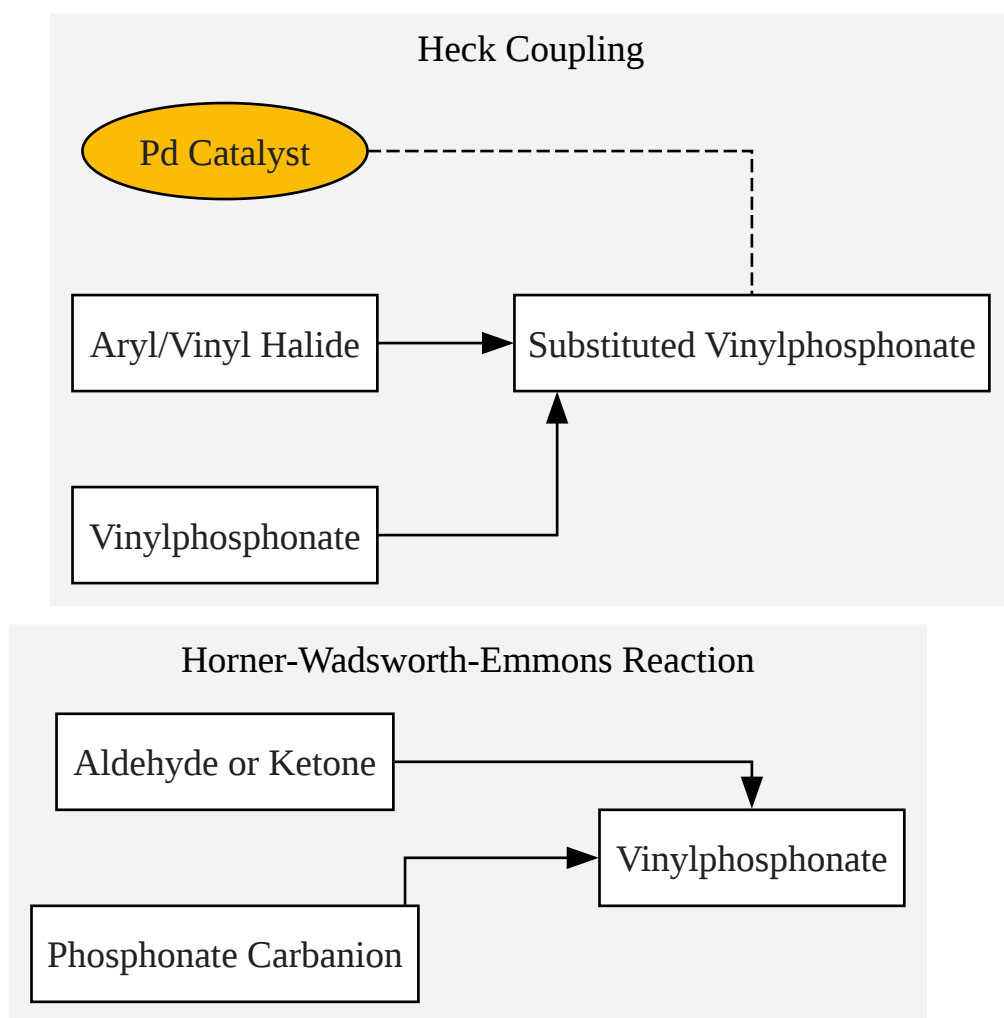 Heck Coupling
Pd Catalyst
Aryl/Vinyl Halide
Substituted Vinylphosphonate
Vinylphosphonate
Horner-Wadsworth-Emmons Reaction
Aldehyde or Ketone
Vinylphosphonate
Phosphonate Carbanion